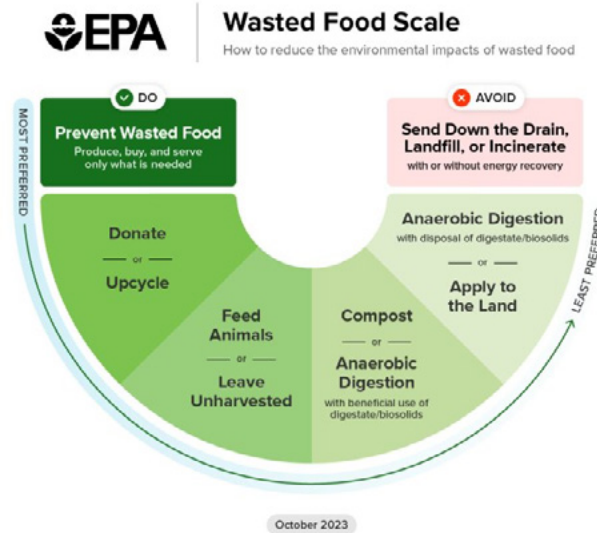 EPA
Wasted Food Scale
How to reduce the environmental impacts of wasted food
DO
Prevent Wasted Food
Produce, buy, and serve
only what is needed
AVOID
Send Down the Drain,
Landfill, or Incinerate
with or without energy recovery
MOST PREFERRED
Donate
or
Upcycle
Feed
Animals
or
Leave
Unharvested
Compost
or
Anaerobic
Digestion
with beneficial use of
digestate/biosolids
Anaerobic Digestion
with disposal of digestate/biosolids
or
Apply to
the Land
LEAST PREFERRED
October 2023